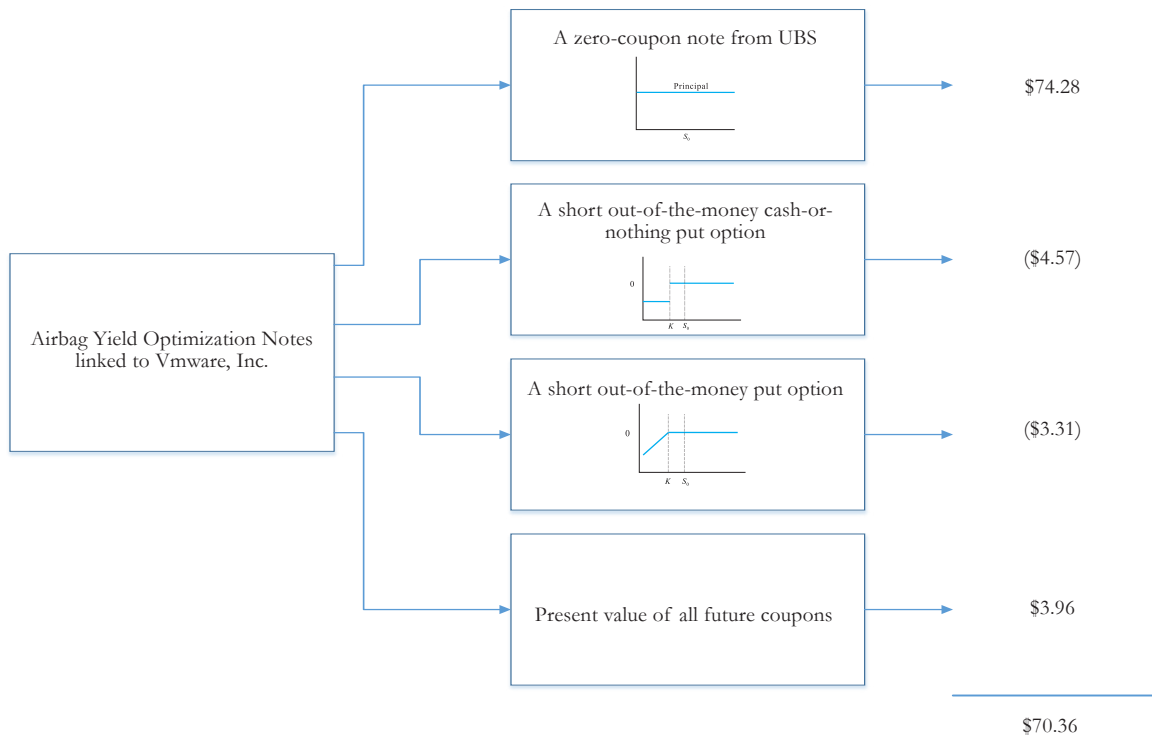 A zero-coupon note from UBS
Principal
S₀
$74.28
A short out-of-the-money cash-or-
nothing put option
0
K S₀
($4.57)
Airbag Yield Optimization Notes
linked to Vmware, Inc.
A short out-of-the-money put option
0
K S₀
($3.31)
Present value of all future coupons
$3.96
$70.36